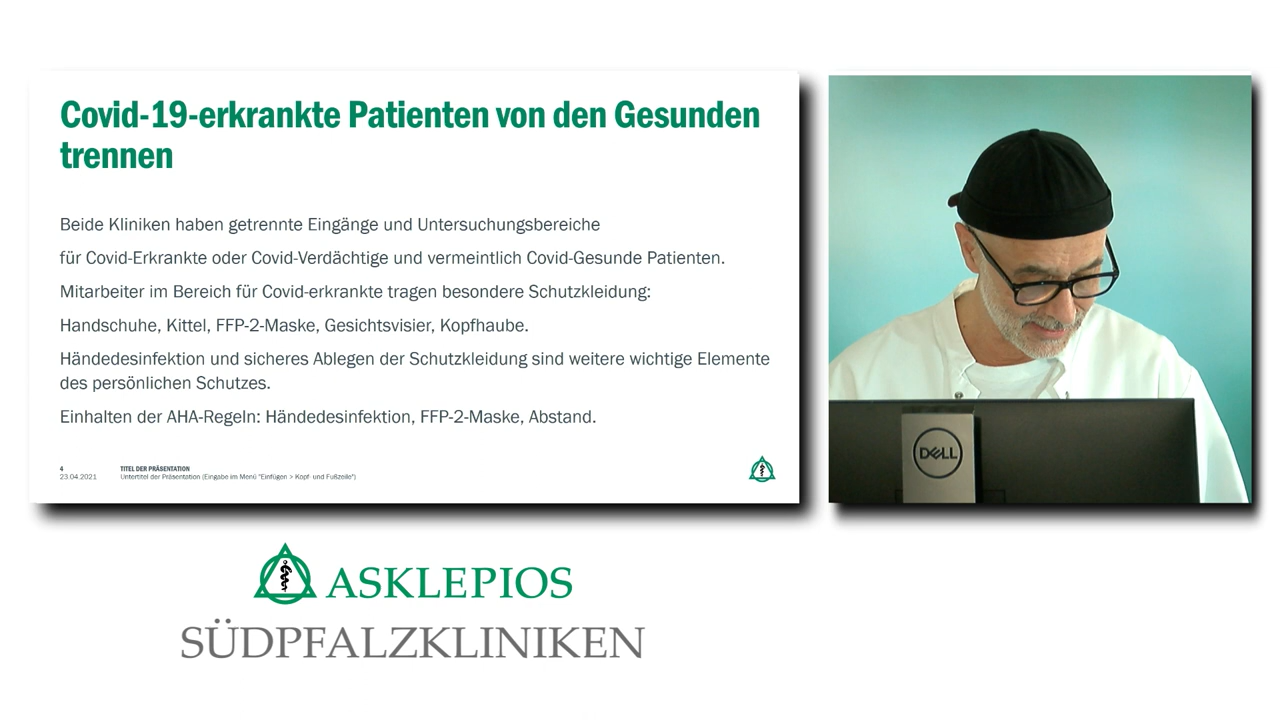 Covid-19-erkrankte Patienten von den Gesunden
trennen
Beide Kliniken haben getrennte Eingänge und Untersuchungsbereiche
für Covid-Erkrankte oder Covid-Verdächtige und vermeintlich Covid-Gesunde Patienten.
Mitarbeiter im Bereich für Covid-erkrankte tragen besondere Schutzkleidung:
Handschuhe, Kittel, FFP-2-Maske, Gesichtsvisier, Kopfhaube.
Händedesinfektion und sicheres Ablegen der Schutzkleidung sind weitere wichtige Elemente
des persönlichen Schutzes.
Einhalten der AHA-Regeln: Händedesinfektion, FFP-2-Maske, Abstand.
4
23.04.2021
TITEL DER PRÄSENTATION
Untertitel der Präsentation (Eingabe im Menü "Einfügen > Kopf- und Fußzeile")
DELL
ASKLEPIOS
SÜDPFALZKLINIKEN